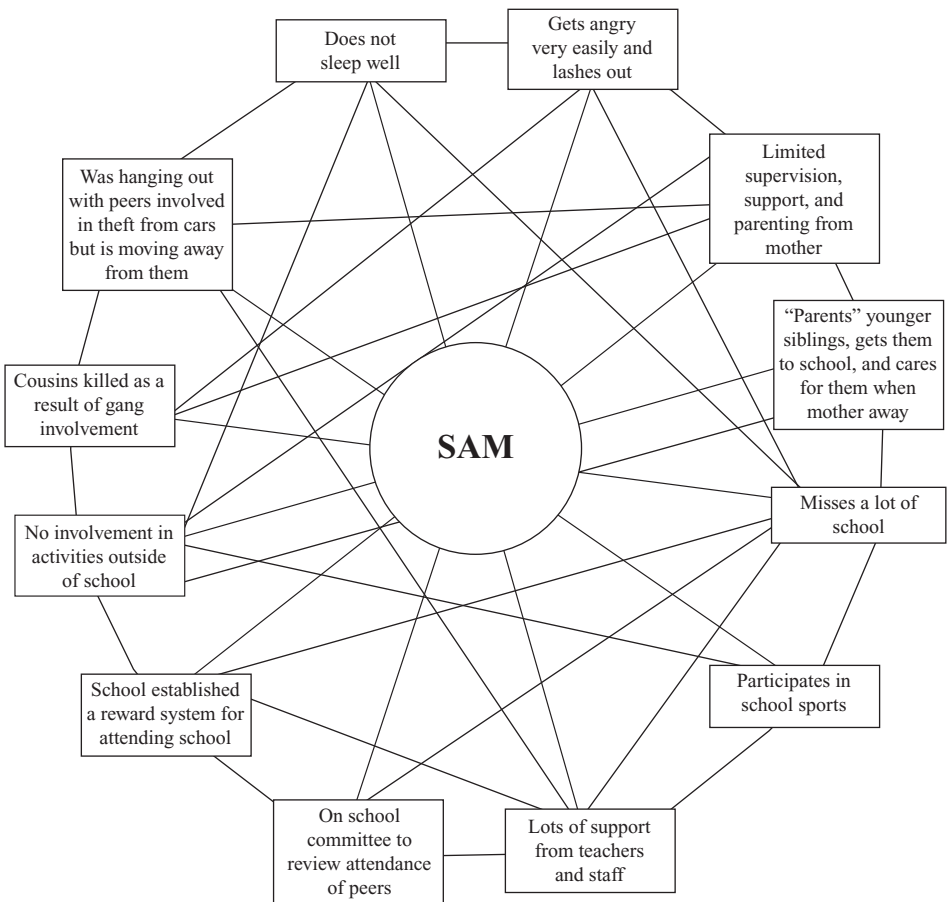 Does not
sleep well
Gets angry
very easily and
lashes out
Limited
supervision,
support, and
parenting from
mother
Was hanging out
with peers involved
in theft from cars
but is moving away
from them
“Parents” younger
siblings, gets them
to school, and cares
for them when
mother away
Cousins killed as a
result of gang
involvement
SAM
Misses a lot of
school
No involvement in
activities outside
of school
Participates in
school sports
School established
a reward system for
attending school
On school
committee to
review attendance
of peers
Lots of support
from teachers
and staff